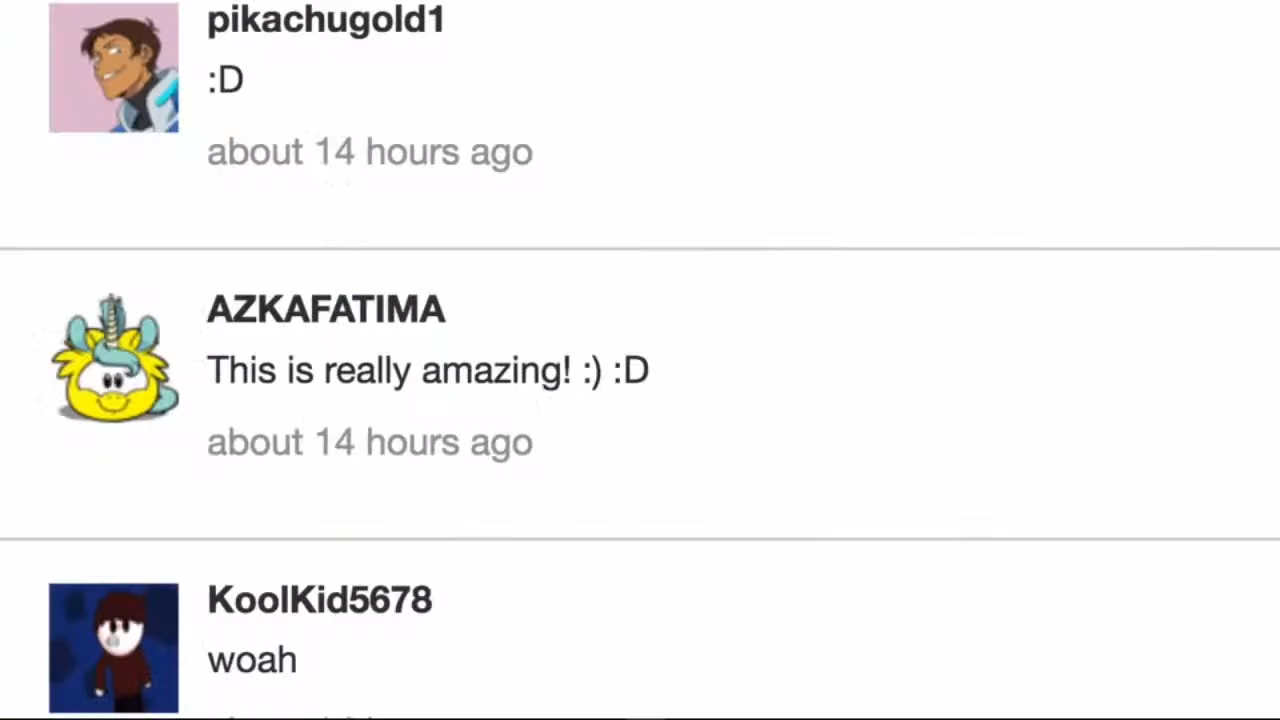 pikachugold1
:D
about 14 hours ago
AZKAFATIMA
This is really amazing! :) :D
about 14 hours ago
KoolKid5678
woah